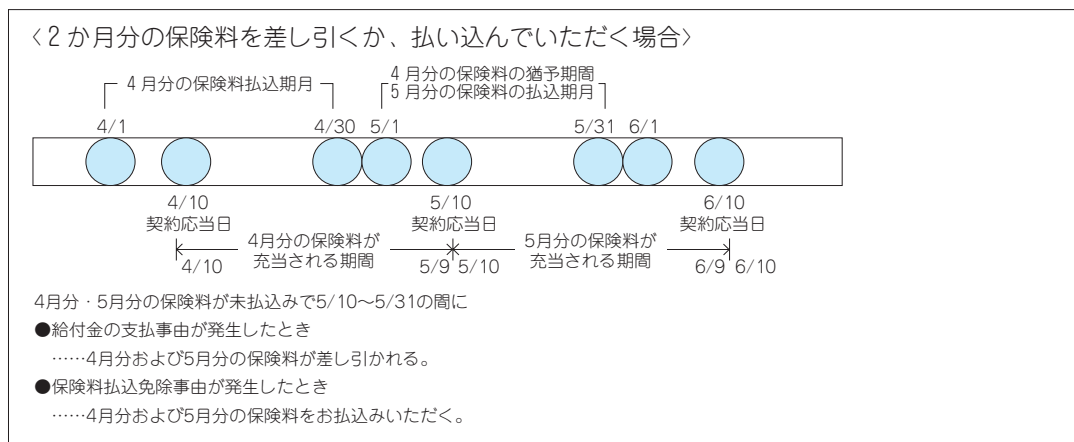 〈2か月分の保険料を差し引くか、払い込んでいただく場合〉
4月分の保険料払込期月
4月分の保険料の猶予期間
5月分の保険料の払込期月
4/1 4/30 5/1 5/31 6/1
4/10 5/10 6/10
契約応当日 契約応当日 契約応当日
4月分の保険料が 5月分の保険料が
充当される期間 充当される期間
4/10 5/9 5/10 6/9 6/10
4月分・5月分の保険料が未払込みで5/10〜5/31の間に
●給付金の支払事由が発生したとき
……4月分および5月分の保険料が差し引かれる。
●保険料払込免除事由が発生したとき
……4月分および5月分の保険料をお払込みいただく。